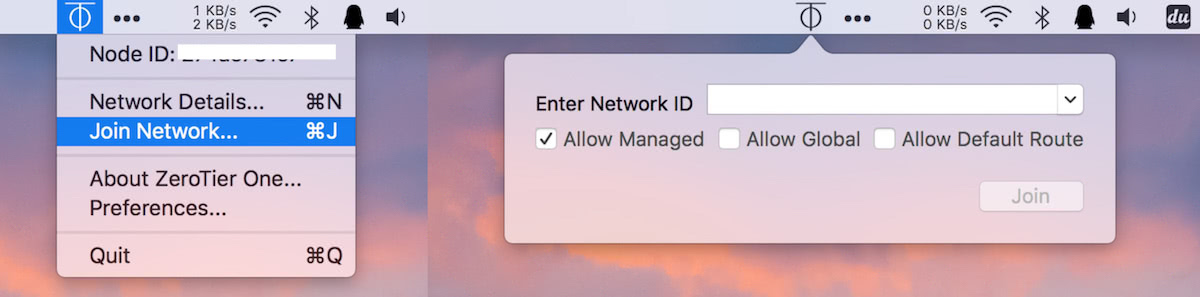 1 KB/s
2 KB/s
Node ID:
Network Details... ⌘N
Join Network... ⌘J
About ZeroTier One...
Preferences...
Quit ⌘Q
0 KB/s
0 KB/s
du
Enter Network ID
Allow Managed
Allow Global
Allow Default Route
Join